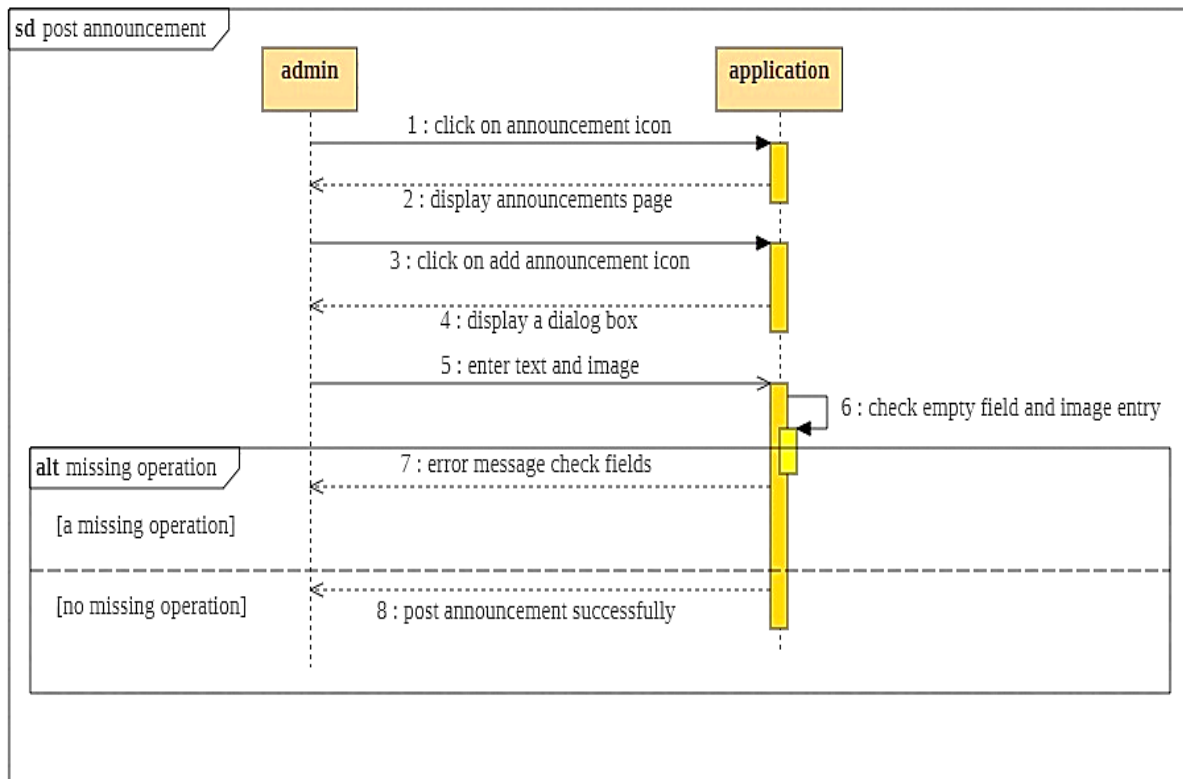 sd post announcement
admin
application
1 : click on announcement icon
2 : display announcements page
3 : click on add announcement icon
4 : display a dialog box
5 : enter text and image
6 : check empty field and image entry
alt missing operation
7 : error message check fields
[a missing operation]
[no missing operation]
8 : post announcement successfully